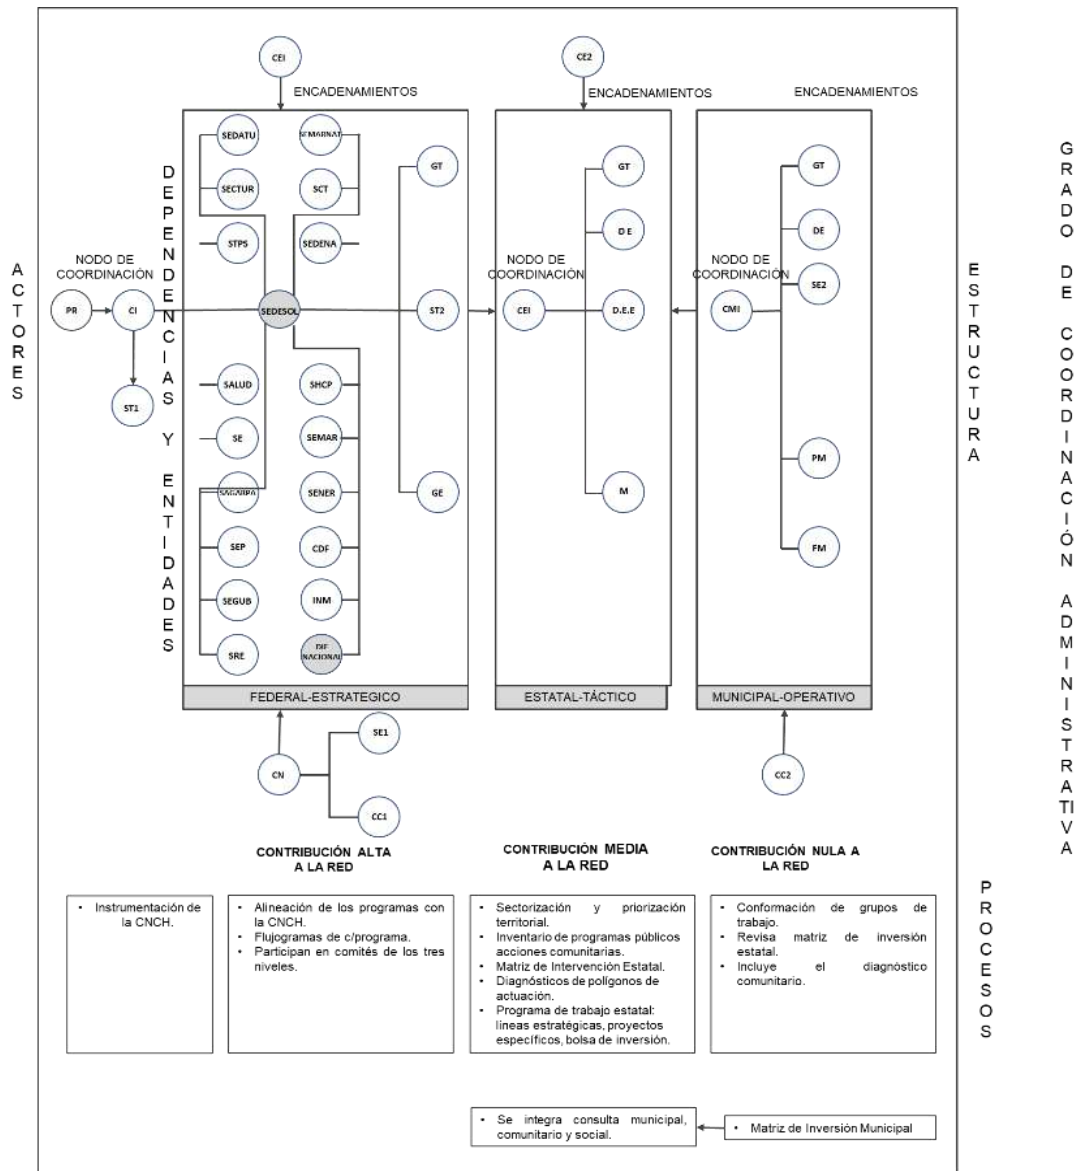 CEI
CE2
ENCADENAMIENTOS
ENCADENAMIENTOS
ENCADENAMIENTOS
ACTORES
DEPENDENCIAS Y ENTIDADES
ESTRUCTURA
GRADO DE COORDINACIÓN ADMINISTRATIVA
PROCESOS
SEDATU
SEMARNAT
SECTUR
SCT
STPS
SEDENA
NODO DE
COORDINACIÓN
PR
CI
ST1
SEDESOL
SALUD
SHCP
SE
SEMAR
SAGARPA
SENER
SEP
CDF
SEGUB
INM
SRE
DIF
NACIONAL
GT
ST2
GE
NODO DE
COORDINACIÓN
CEI
GT
D E
D.E.E
M
NODO DE
COORDINACIÓN
CMI
GT
DE
SE2
PM
FM
FEDERAL-ESTRATEGICO
ESTATAL-TÁCTICO
MUNICIPAL-OPERATIVO
CN
SE1
CC1
CC2
CONTRIBUCIÓN ALTA
A LA RED
CONTRIBUCIÓN MEDIA
A LA RED
CONTRIBUCIÓN NULA A
LA RED
• Instrumentación de
la CNCH.
• Alineación de los programas con
la CNCH.
• Flujogramas de c/programa.
• Participan en comités de los tres
niveles.
• Sectorización y priorización
territorial.
• Inventario de programas públicos
acciones comunitarias.
• Matriz de Intervención Estatal.
• Diagnósticos de polígonos de
actuación.
• Programa de trabajo estatal:
líneas estratégicas, proyectos
específicos, bolsa de inversión.
• Conformación de grupos de
trabajo.
• Revisa matriz de inversión
estatal.
• Incluye el diagnóstico
comunitario.
• Se integra consulta municipal,
comunitario y social.
• Matriz de Inversión Municipal